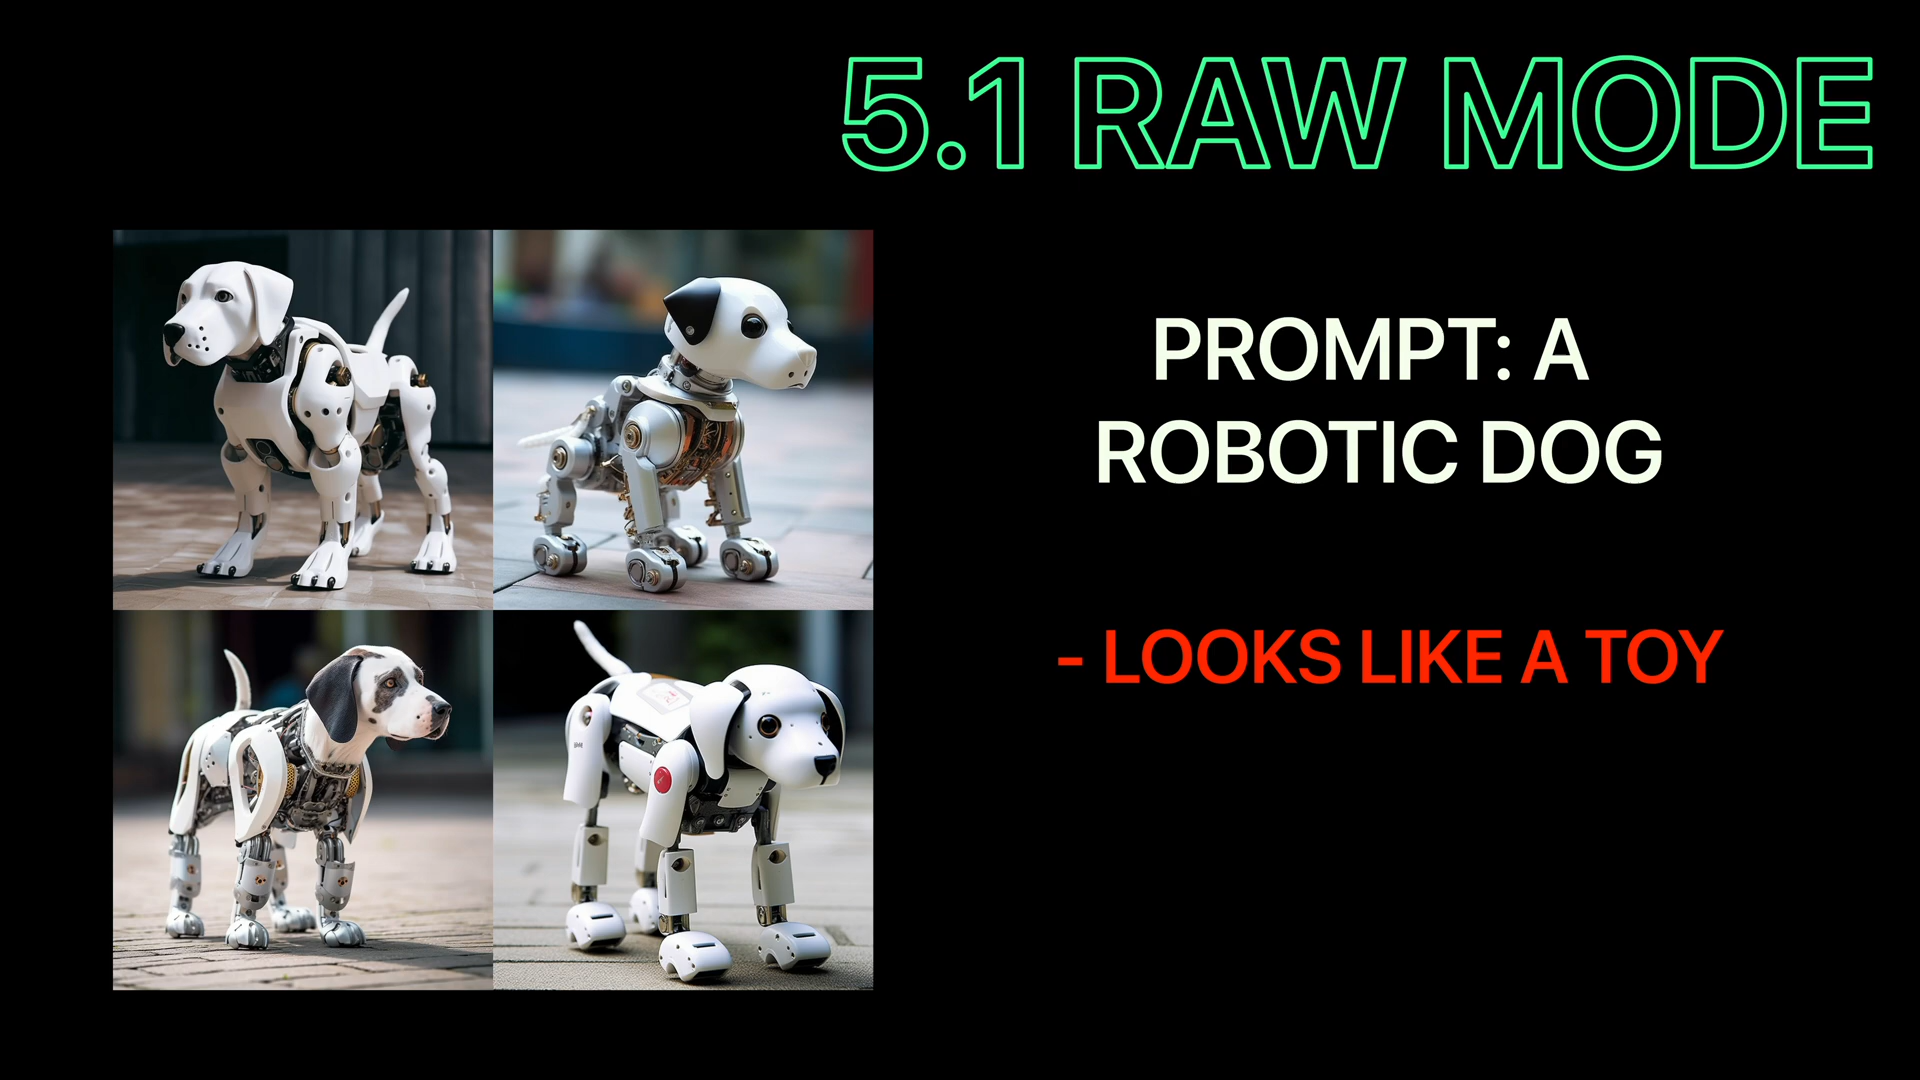 5.1 RAW MODE
PROMPT: A
ROBOTIC DOG
- LOOKS LIKE A TOY